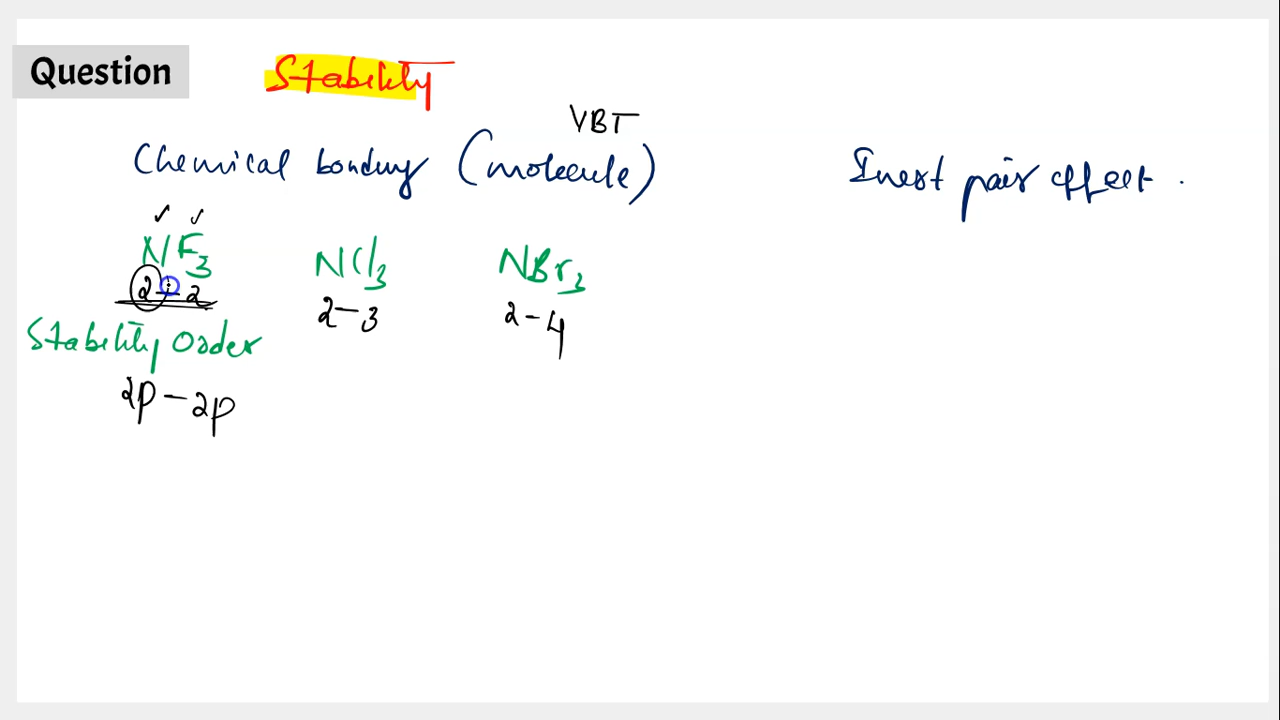 Question
Stability
VBT
Chemical bonding (molecule)
Inert pair effect.
NF3 NCl3 NBr3
2-2 2-3 2-4
Stability order
2p-2p